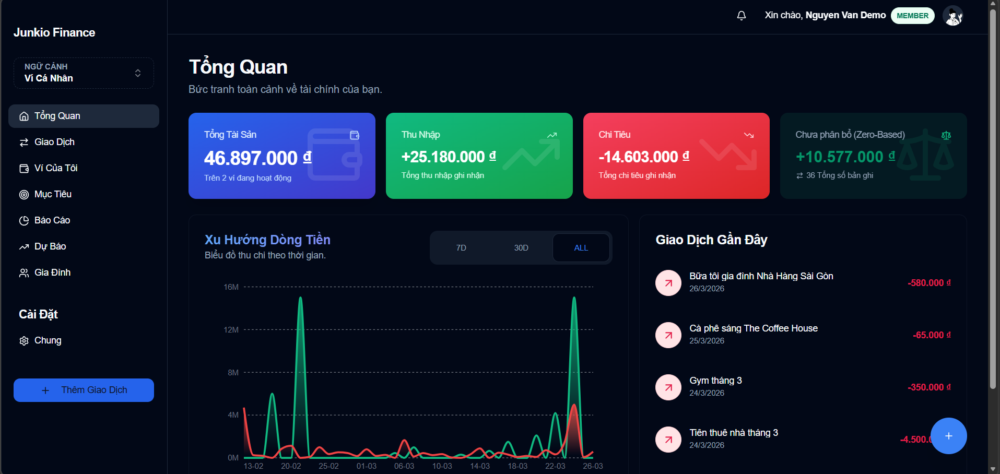 Junkio Finance
NGỮ CẢNH
Ví Cá Nhân
Tổng Quan
Giao Dịch
Ví Của Tôi
Mục Tiêu
Báo Cáo
Dự Báo
Gia Đình
Cài Đặt
Chung
+ Thêm Giao Dịch
Xin chào, Nguyen Van Demo MEMBER
Tổng Quan
Bức tranh toàn cảnh về tài chính của bạn.
Tổng Tài Sản
46.897.000 ₫
Trên 2 ví đang hoạt động
Thu Nhập
+25.180.000 ₫
Tổng thu nhập ghi nhận
Chi Tiêu
-14.603.000 ₫
Tổng chi tiêu ghi nhận
Chưa phân bổ (Zero-Based)
+10.577.000 ₫
36 Tổng số bản ghi
Xu Hướng Dòng Tiền
Biểu đồ thu chi theo thời gian.
7D 30D ALL
16M
12M
8M
4M
0M
13-02 20-02 25-02 01-03 06-03 10-03 14-03 18-03 22-03 26-03
Giao Dịch Gần Đây
Bữa tối gia đình Nhà Hàng Sài Gòn
26/3/2026
-580.000 ₫
Cà phê sáng The Coffee House
25/3/2026
-65.000 ₫
Gym tháng 3
24/3/2026
-350.000 ₫
Tiền thuê nhà tháng 3
24/3/2026
-4.500.
+